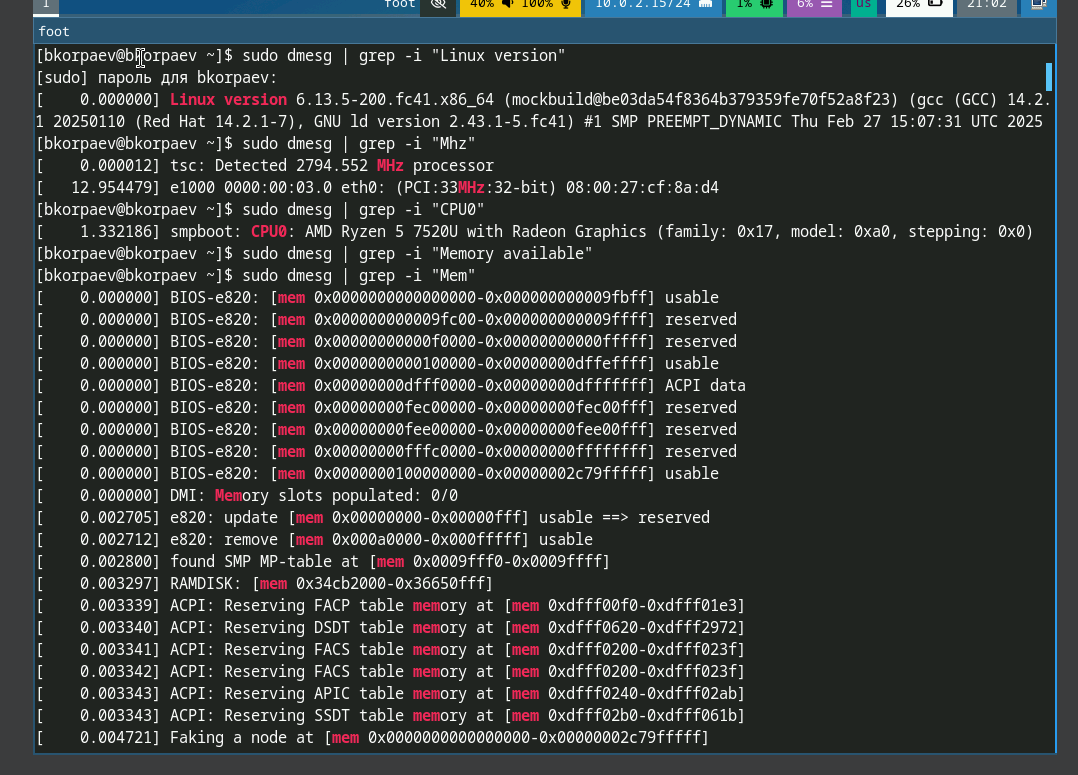 1 foot 40% 100% 10.0.2.15/24 1% 6% us 26% 21:02
foot
[bkorpaev@bkorpaev ~]$ sudo dmesg | grep -i "Linux version"
[sudo] пароль для bkorpaev:
[    0.000000] Linux version 6.13.5-200.fc41.x86_64 (mockbuild@be03da54f8364b379359fe70f52a8f23) (gcc (GCC) 14.2.
1 20250110 (Red Hat 14.2.1-7), GNU ld version 2.43.1-5.fc41) #1 SMP PREEMPT_DYNAMIC Thu Feb 27 15:07:31 UTC 2025
[bkorpaev@bkorpaev ~]$ sudo dmesg | grep -i "Mhz"
[    0.000012] tsc: Detected 2794.552 MHz processor
[   12.954479] e1000 0000:00:03.0 eth0: (PCI:33MHz:32-bit) 08:00:27:cf:8a:d4
[bkorpaev@bkorpaev ~]$ sudo dmesg | grep -i "CPU0"
[    1.332186] smpboot: CPU0: AMD Ryzen 5 7520U with Radeon Graphics (family: 0x17, model: 0xa0, stepping: 0x0)
[bkorpaev@bkorpaev ~]$ sudo dmesg | grep -i "Memory available"
[bkorpaev@bkorpaev ~]$ sudo dmesg | grep -i "Mem"
[    0.000000] BIOS-e820: [mem 0x0000000000000000-0x000000000009fbff] usable
[    0.000000] BIOS-e820: [mem 0x000000000009fc00-0x000000000009ffff] reserved
[    0.000000] BIOS-e820: [mem 0x00000000000f0000-0x00000000000fffff] reserved
[    0.000000] BIOS-e820: [mem 0x0000000000100000-0x00000000dffeffff] usable
[    0.000000] BIOS-e820: [mem 0x00000000dfff0000-0x00000000dfffffff] ACPI data
[    0.000000] BIOS-e820: [mem 0x00000000fec00000-0x00000000fec00fff] reserved
[    0.000000] BIOS-e820: [mem 0x00000000fee00000-0x00000000fee00fff] reserved
[    0.000000] BIOS-e820: [mem 0x00000000fffc0000-0x00000000ffffffff] reserved
[    0.000000] BIOS-e820: [mem 0x0000000100000000-0x00000002c79fffff] usable
[    0.000000] DMI: Memory slots populated: 0/0
[    0.002705] e820: update [mem 0x00000000-0x00000fff] usable ==> reserved
[    0.002712] e820: remove [mem 0x000a0000-0x000fffff] usable
[    0.002800] found SMP MP-table at [mem 0x0009fff0-0x0009ffff]
[    0.003297] RAMDISK: [mem 0x34cb2000-0x36650fff]
[    0.003339] ACPI: Reserving FACP table memory at [mem 0xdfff00f0-0xdfff01e3]
[    0.003340] ACPI: Reserving DSDT table memory at [mem 0xdfff0620-0xdfff2972]
[    0.003341] ACPI: Reserving FACS table memory at [mem 0xdfff0200-0xdfff023f]
[    0.003342] ACPI: Reserving FACS table memory at [mem 0xdfff0200-0xdfff023f]
[    0.003343] ACPI: Reserving APIC table memory at [mem 0xdfff0240-0xdfff02ab]
[    0.003343] ACPI: Reserving SSDT table memory at [mem 0xdfff02b0-0xdfff061b]
[    0.004721] Faking a node at [mem 0x0000000000000000-0x00000002c79fffff]